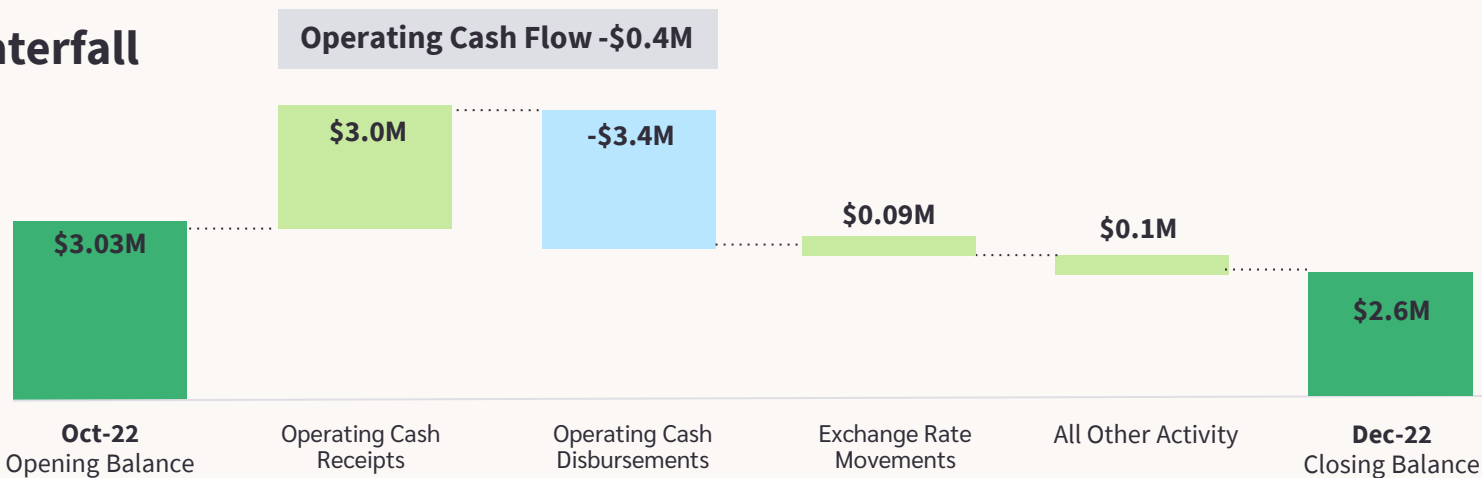 Operating Cash Flow -$0.4M
$3.0M
-$3.4M
$3.03M
$0.09M
$0.1M
$2.6M
Oct-22
Opening Balance
Operating Cash
Receipts
Operating Cash
Disbursements
Exchange Rate
Movements
All Other Activity
Dec-22
Closing Balance